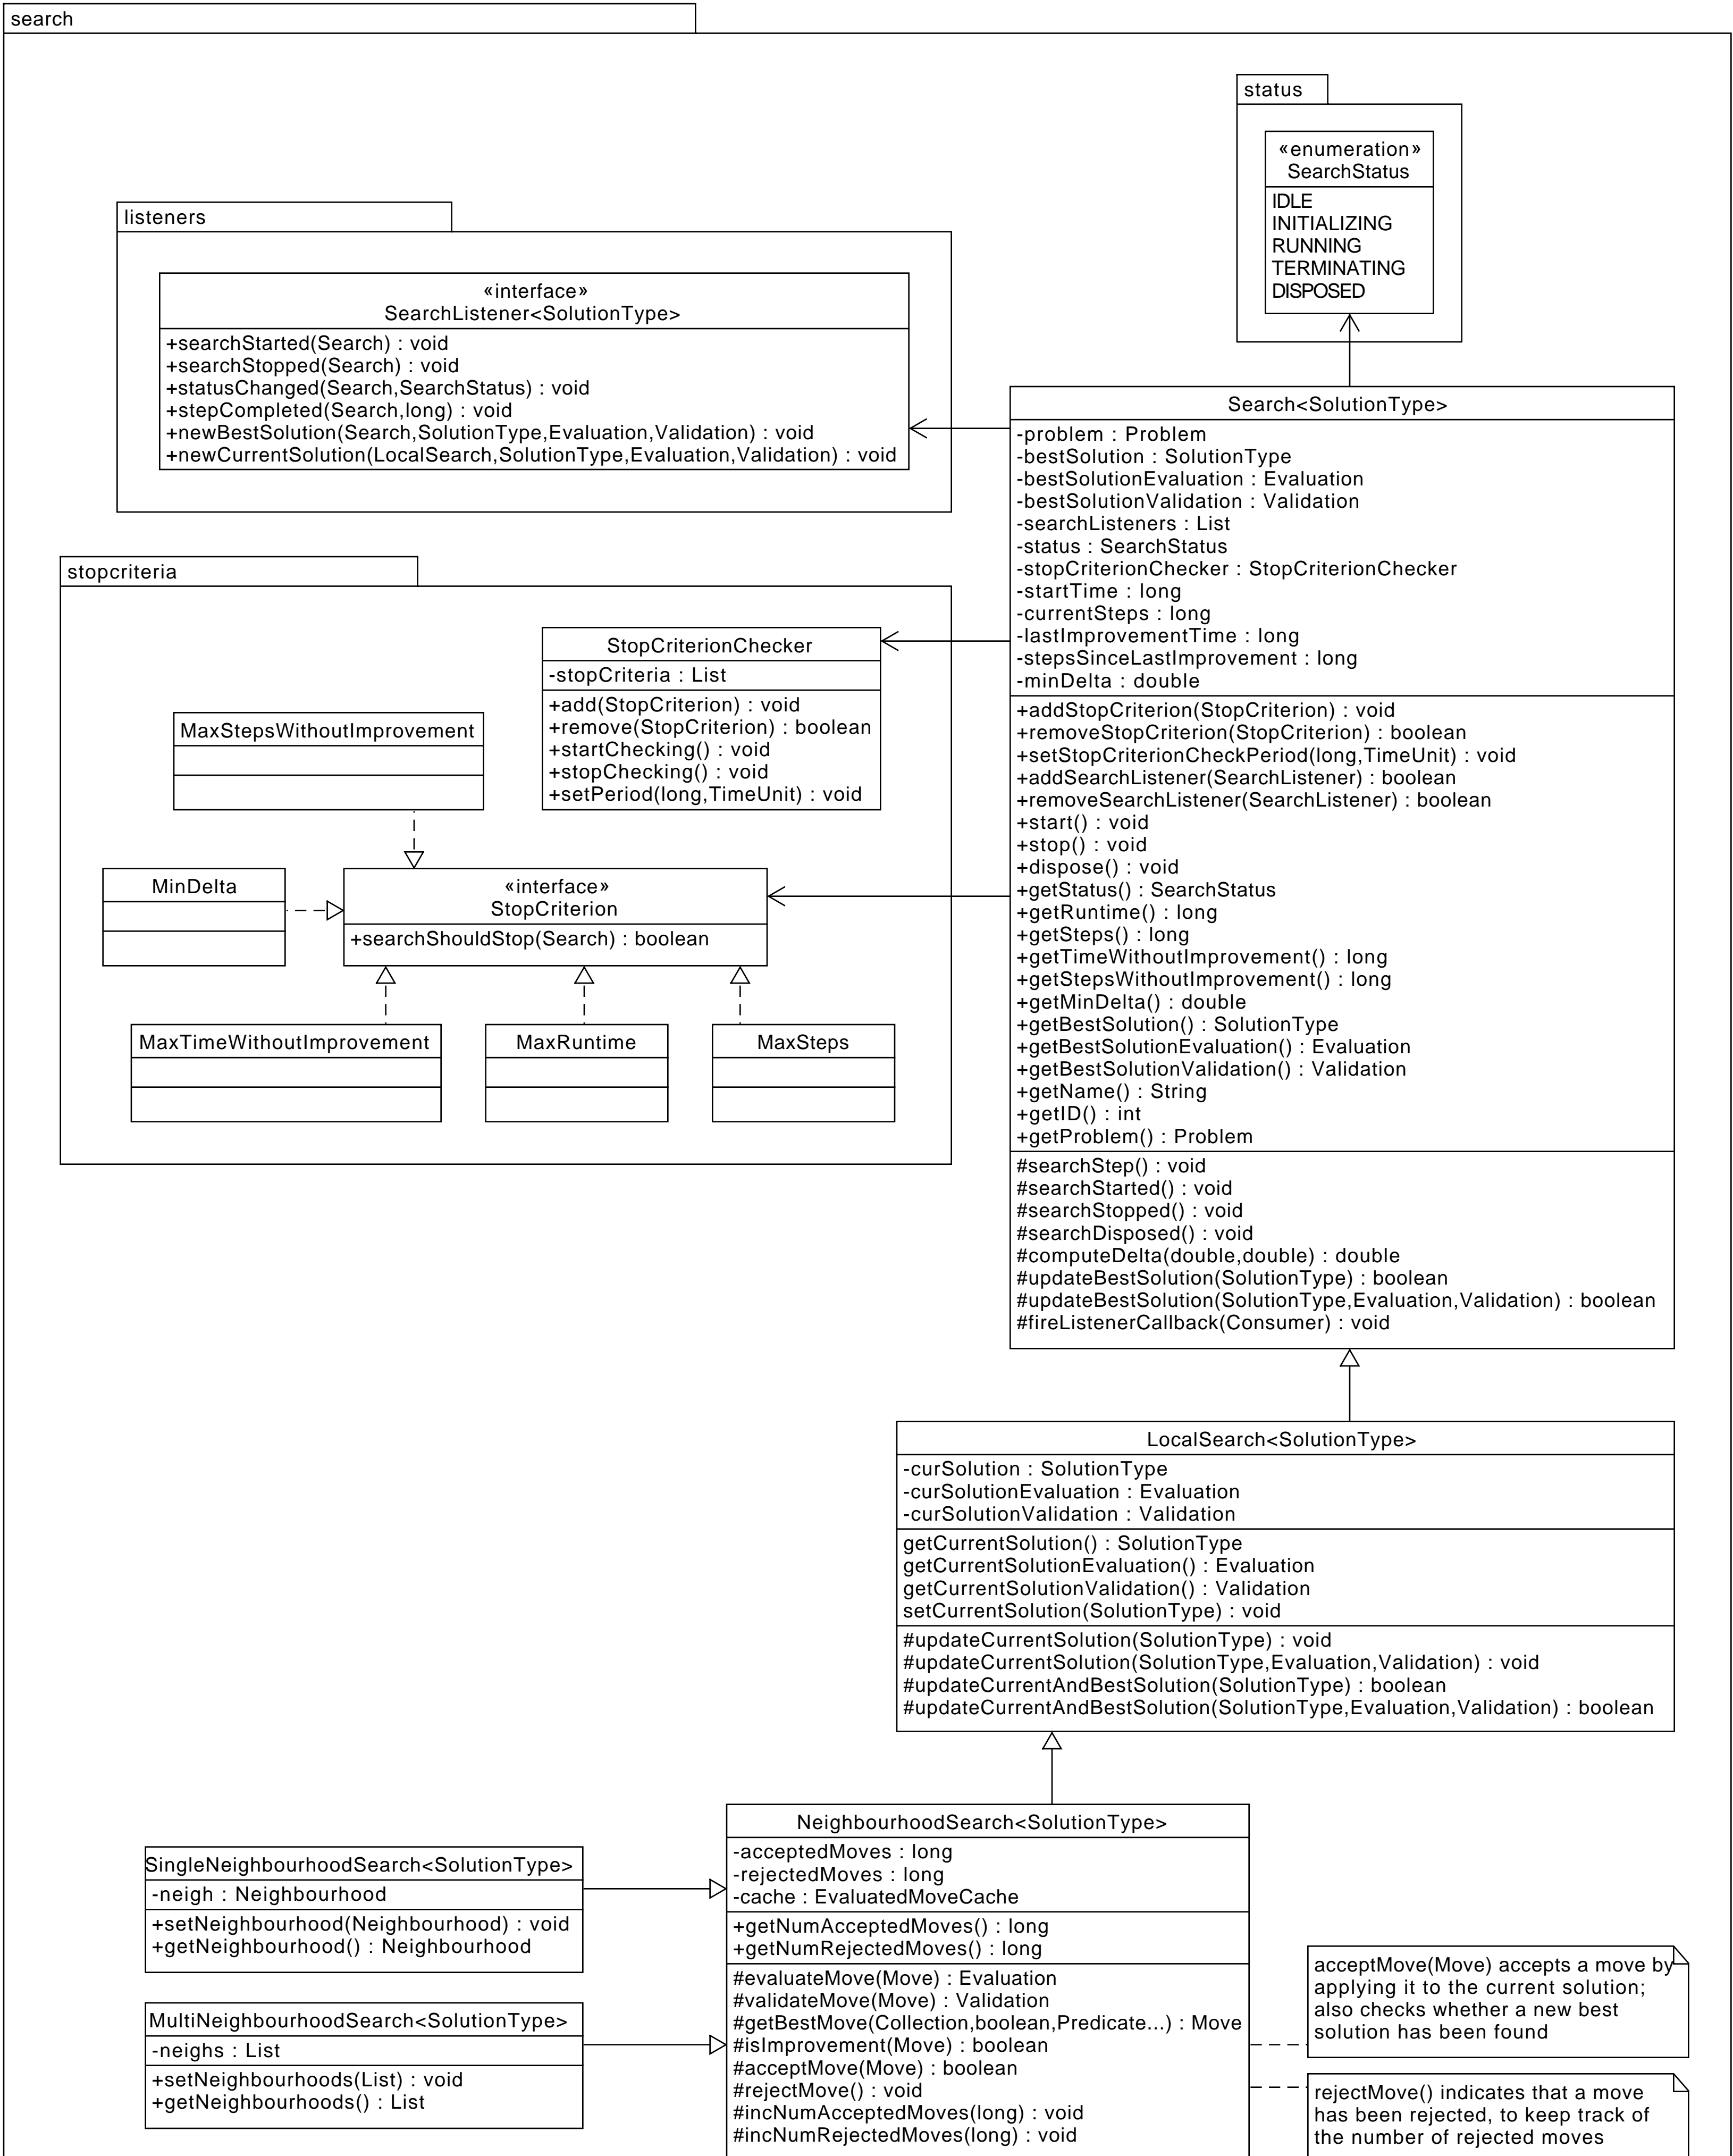 search
status
«enumeration»
SearchStatus
IDLE
INITIALIZING
RUNNING
TERMINATING
DISPOSED
listeners
«interface»
SearchListener<SolutionType>
+searchStarted(Search) : void
+searchStopped(Search) : void
+statusChanged(Search,SearchStatus) : void
+stepCompleted(Search,long) : void
+newBestSolution(Search,SolutionType,Evaluation,Validation) : void
+newCurrentSolution(LocalSearch,SolutionType,Evaluation,Validation) : void
Search<SolutionType>
-problem : Problem
-bestSolution : SolutionType
-bestSolutionEvaluation : Evaluation
-bestSolutionValidation : Validation
-searchListeners : List
-status : SearchStatus
-stopCriterionChecker : StopCriterionChecker
-startTime : long
-currentSteps : long
-lastImprovementTime : long
-stepsSinceLastImprovement : long
-minDelta : double
+addStopCriterion(StopCriterion) : void
+removeStopCriterion(StopCriterion) : boolean
+setStopCriterionCheckPeriod(long,TimeUnit) : void
+addSearchListener(SearchListener) : boolean
+removeSearchListener(SearchListener) : boolean
+start() : void
+stop() : void
+dispose() : void
+getStatus() : SearchStatus
+getRuntime() : long
+getSteps() : long
+getTimeWithoutImprovement() : long
+getStepsWithoutImprovement() : long
+getMinDelta() : double
+getBestSolution() : SolutionType
+getBestSolutionEvaluation() : Evaluation
+getBestSolutionValidation() : Validation
+getName() : String
+getID() : int
+getProblem() : Problem
#searchStep() : void
#searchStarted() : void
#searchStopped() : void
#searchDisposed() : void
#computeDelta(double,double) : double
#updateBestSolution(SolutionType) : boolean
#updateBestSolution(SolutionType,Evaluation,Validation) : boolean
#fireListenerCallback(Consumer) : void
stopcriteria
StopCriterionChecker
-stopCriteria : List
+add(StopCriterion) : void
+remove(StopCriterion) : boolean
+startChecking() : void
+stopChecking() : void
+setPeriod(long,TimeUnit) : void
MaxStepsWithoutImprovement
MinDelta
«interface»
StopCriterion
+searchShouldStop(Search) : boolean
MaxTimeWithoutImprovement
MaxRuntime
MaxSteps
LocalSearch<SolutionType>
-curSolution : SolutionType
-curSolutionEvaluation : Evaluation
-curSolutionValidation : Validation
getCurrentSolution() : SolutionType
getCurrentSolutionEvaluation() : Evaluation
getCurrentSolutionValidation() : Validation
setCurrentSolution(SolutionType) : void
#updateCurrentSolution(SolutionType) : void
#updateCurrentSolution(SolutionType,Evaluation,Validation) : void
#updateCurrentAndBestSolution(SolutionType) : boolean
#updateCurrentAndBestSolution(SolutionType,Evaluation,Validation) : boolean
NeighbourhoodSearch<SolutionType>
-acceptedMoves : long
-rejectedMoves : long
-cache : EvaluatedMoveCache
+getNumAcceptedMoves() : long
+getNumRejectedMoves() : long
#evaluateMove(Move) : Evaluation
#validateMove(Move) : Validation
#getBestMove(Collection,boolean,Predicate...) : Move
#isImprovement(Move) : boolean
#acceptMove(Move) : boolean
#rejectMove() : void
#incNumAcceptedMoves(long) : void
#incNumRejectedMoves(long) : void
SingleNeighbourhoodSearch<SolutionType>
-neigh : Neighbourhood
+setNeighbourhood(Neighbourhood) : void
+getNeighbourhood() : Neighbourhood
MultiNeighbourhoodSearch<SolutionType>
-neighs : List
+setNeighbourhoods(List) : void
+getNeighbourhoods() : List
acceptMove(Move) accepts a move by
applying it to the current solution;
also checks whether a new best
solution has been found
rejectMove() indicates that a move
has been rejected, to keep track of
the number of rejected moves